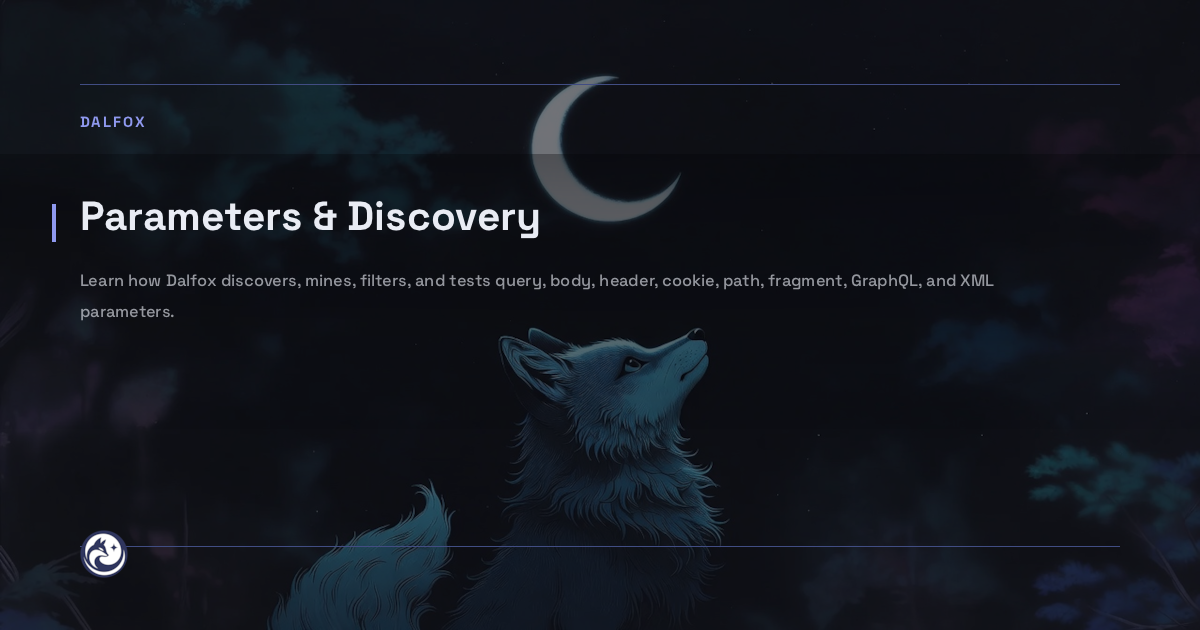 DALFOX
Parameters & Discovery
Learn how Dalfox discovers, mines, filters, and tests query, body, header, cookie, path, fragment, GraphQL, and XML
parameters.